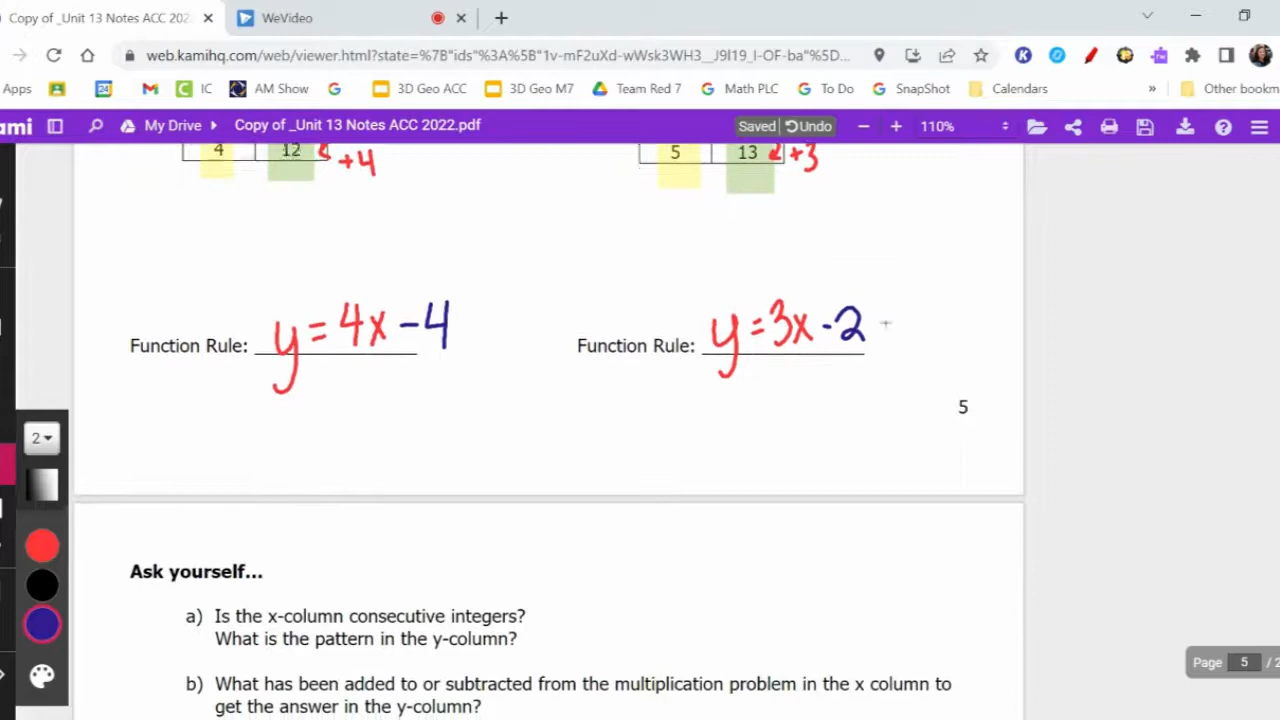 Copy of _Unit 13 Notes ACC 202
WeVideo
web.kamihq.com/web/viewer.html?state=%7B"ids"%3A%5B"1v-mF2uXd-wWsk3WH3__J9I19_I-OF-ba"%5D...
Apps IC AM Show 3D Geo ACC 3D Geo M7 Team Red 7 Math PLC To Do SnapShot Calendars » Other bookm
ami My Drive Copy of _Unit 13 Notes ACC 2022.pdf Saved Undo 110%
4 12 +4 5 13 +3
Function Rule: y = 4x - 4 Function Rule: y = 3x - 2
5
2
Ask yourself...
a) Is the x-column consecutive integers?
What is the pattern in the y-column?
Page 5 / 2
b) What has been added to or subtracted from the multiplication problem in the x column to
get the answer in the y-column?